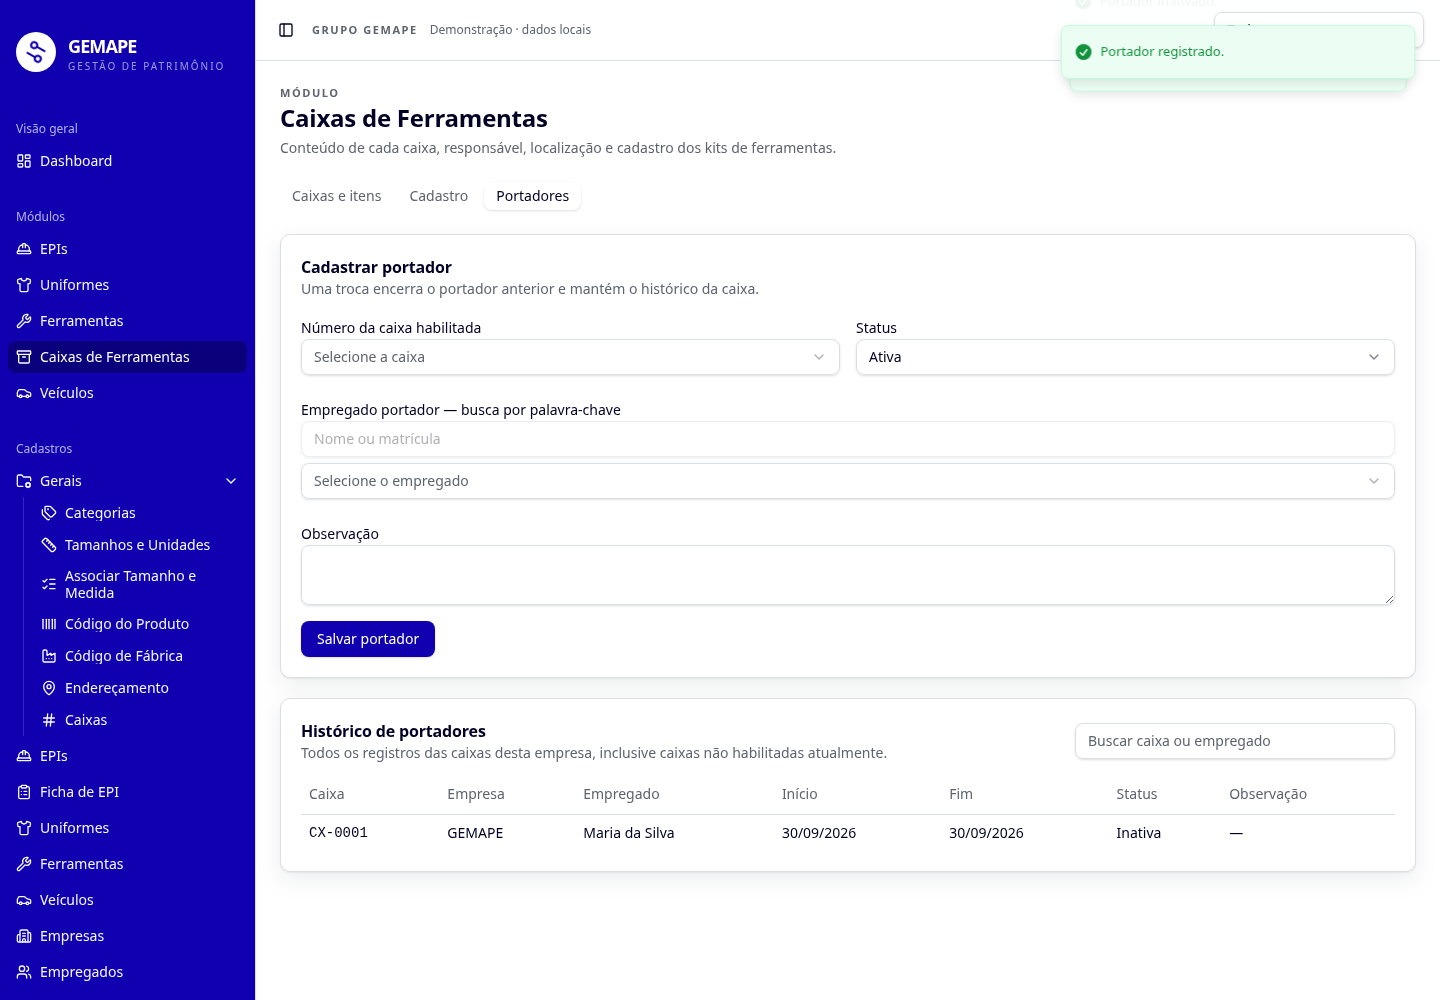 GEMAPE
GESTÃO DE PATRIMÔNIO
Visão geral
Dashboard
Módulos
EPIs
Uniformes
Ferramentas
Caixas de Ferramentas
Veículos
Cadastros
Gerais
Categorias
Tamanhos e Unidades
Associar Tamanho e
Medida
Código do Produto
Código de Fábrica
Endereçamento
Caixas
EPIs
Ficha de EPI
Uniformes
Ferramentas
Veículos
Empresas
Empregados
GRUPO GEMAPE Demonstração · dados locais
Portador inativado
Portador registrado.
MÓDULO
Caixas de Ferramentas
Conteúdo de cada caixa, responsável, localização e cadastro dos kits de ferramentas.
Caixas e itens Cadastro Portadores
Cadastrar portador
Uma troca encerra o portador anterior e mantém o histórico da caixa.
Número da caixa habilitada Status
Selecione a caixa Ativa
Empregado portador — busca por palavra-chave
Nome ou matrícula
Selecione o empregado
Observação
Salvar portador
Histórico de portadores
Todos os registros das caixas desta empresa, inclusive caixas não habilitadas atualmente.
Buscar caixa ou empregado
Caixa Empresa Empregado Início Fim Status Observação
CX-0001 GEMAPE Maria da Silva 30/09/2026 30/09/2026 Inativa —